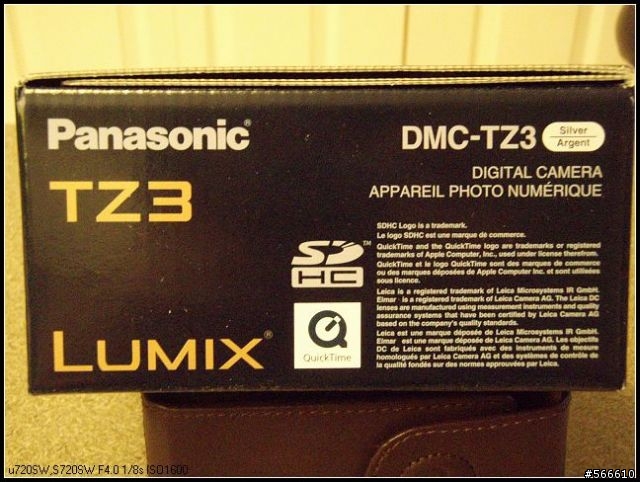 Panasonic®
DMC-TZ3
Silver
Argent
TZ3
DIGITAL CAMERA
APPAREIL PHOTO NUMÉRIQUE
SDHC Logo is a trademark.
Le logo SDHC est une marque de commerce.
QuickTime and the QuickTime logo are trademarks or registered
trademarks of Apple Computer, Inc., used under license therefrom.
QuickTime et le logo QuickTime sont des marques de commerce
ou des marques déposées de Apple Computer Inc. et sont utilisées
sous licence.
Leica is a registered trademark of Leica Microsystems IR GmbH.
Elmar is a registered trademark of Leica Camera AG. The Leica DC
lenses are manufactured using measurement instruments and quality
assurance systems that have been certified by Leica Camera AG
based on the company's quality standards.
Leica est une marque déposée de Leica Microsystems IR GmbH.
Elmar est une marque déposée de Leica Camera AG. Les objectifs
DC de Leica sont fabriqués avec des instruments de mesure
homologués par Leica Camera AG et des systèmes de contrôle de
la qualité fondés sur des normes approuvées par Leica.
SD™
HC
QuickTime
LUMIX®
u720SW,S720SW F4.0 1/8s ISO1600
#566610